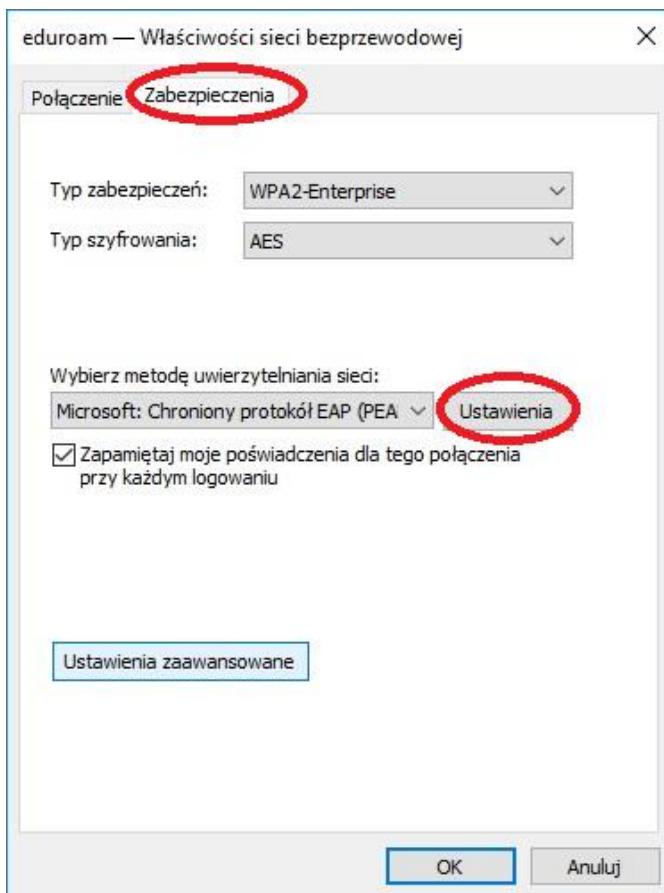 eduroam — Właściwości sieci bezprzewodowej
Połączenie Zabezpieczenia
Typ zabezpieczeń: WPA2-Enterprise
Typ szyfrowania: AES
Wybierz metodę uwierzytelniania sieci:
Microsoft: Chroniony protokół EAP (PEA Ustawienia
Zapamiętaj moje poświadczenia dla tego połączenia
przy każdym logowaniu
Ustawienia zaawansowane
OK Anuluj